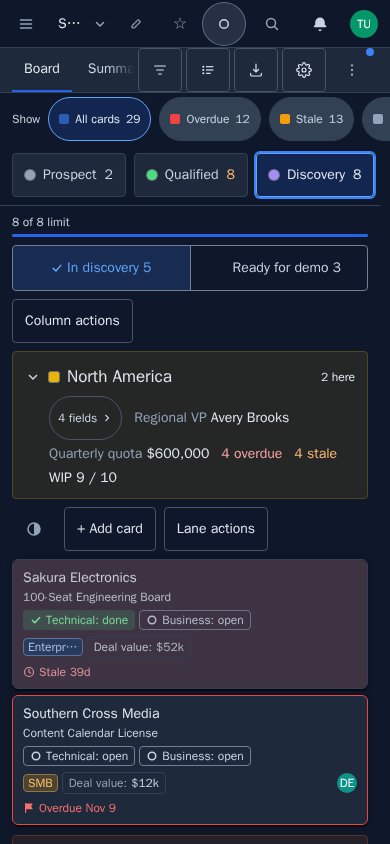 S··· TU
Board Summa
Show All cards 29 Overdue 12 Stale 13
Prospect 2 Qualified 8 Discovery 8
8 of 8 limit
In discovery 5 Ready for demo 3
Column actions
North America 2 here
4 fields Regional VP Avery Brooks
Quarterly quota $600,000 4 overdue 4 stale
WIP 9 / 10
+ Add card Lane actions
Sakura Electronics
100-Seat Engineering Board
Technical: done Business: open
Enterpr··· Deal value: $52k
Stale 39d
Southern Cross Media
Content Calendar License
Technical: open Business: open
SMB Deal value: $12k DE
Overdue Nov 9